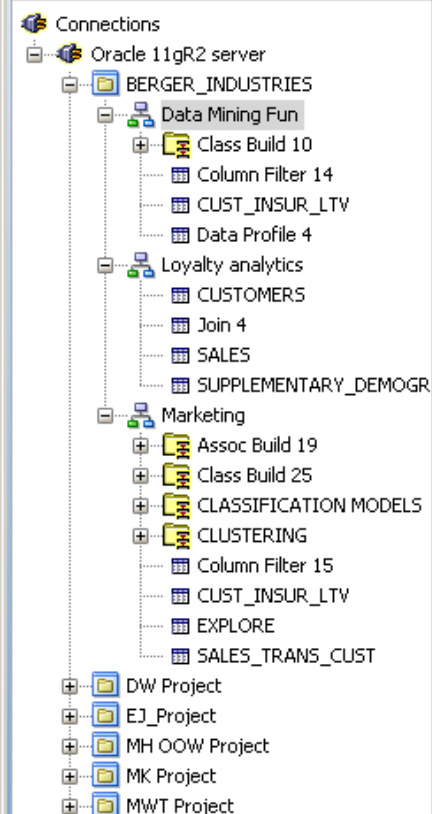 Connections
Oracle 11gR2 server
BERGER_INDUSTRIES
Data Mining Fun
Class Build 10
Column Filter 14
CUST_INSUR_LTV
Data Profile 4
Loyalty analytics
CUSTOMERS
Join 4
SALES
SUPPLEMENTARY_DEMOGR
Marketing
Assoc Build 19
Class Build 25
CLASSIFICATION MODELS
CLUSTERING
Column Filter 15
CUST_INSUR_LTV
EXPLORE
SALES_TRANS_CUST
DW Project
EJ_Project
MH OOW Project
MK Project
MWT Project